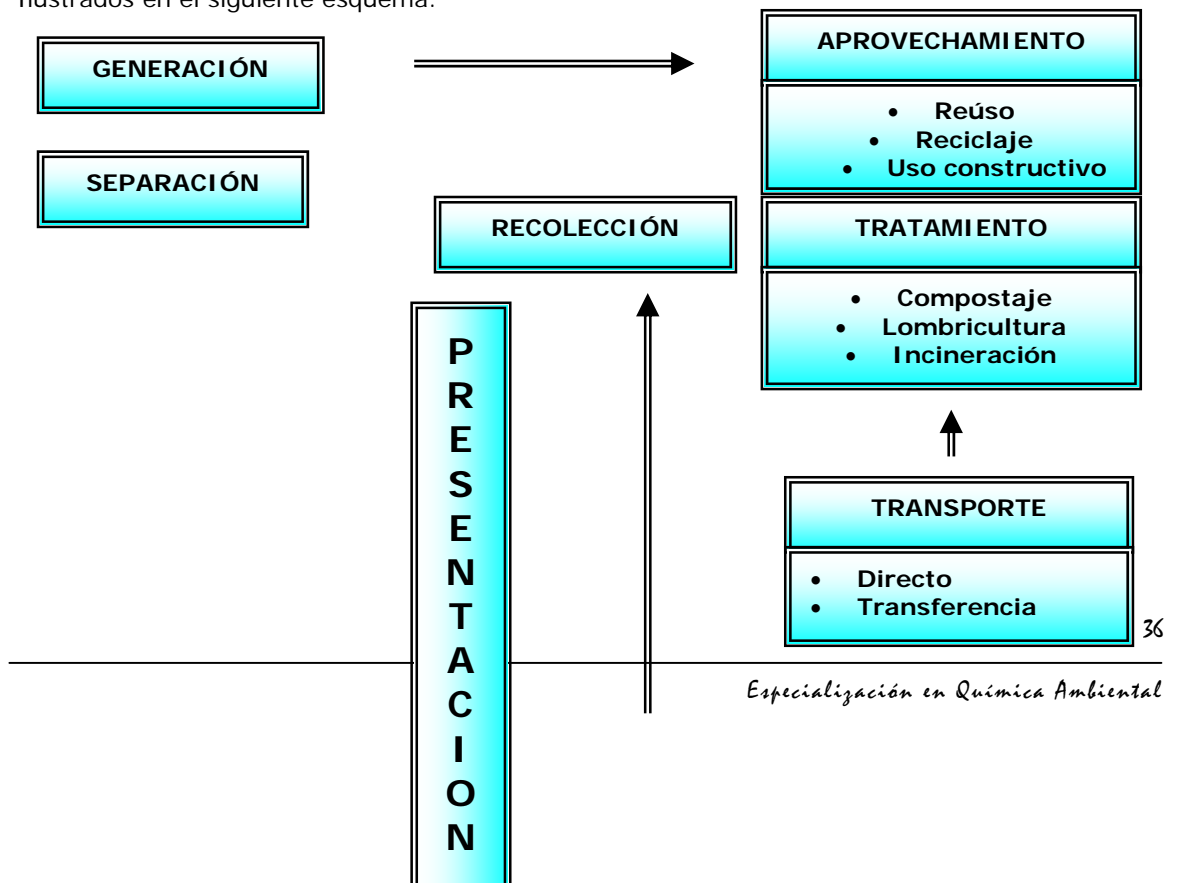 ilustrados en el siguiente esquema:
GENERACIÓN
APROVECHAMIENTO
• Reúso
• Reciclaje
• Uso constructivo
SEPARACIÓN
RECOLECCIÓN
TRATAMIENTO
• Compostaje
• Lombricultura
• Incineración
P
R
E
S
E
N
T
A
C
I
O
N
TRANSPORTE
• Directo
• Transferencia
36
Especialización en Química Ambiental